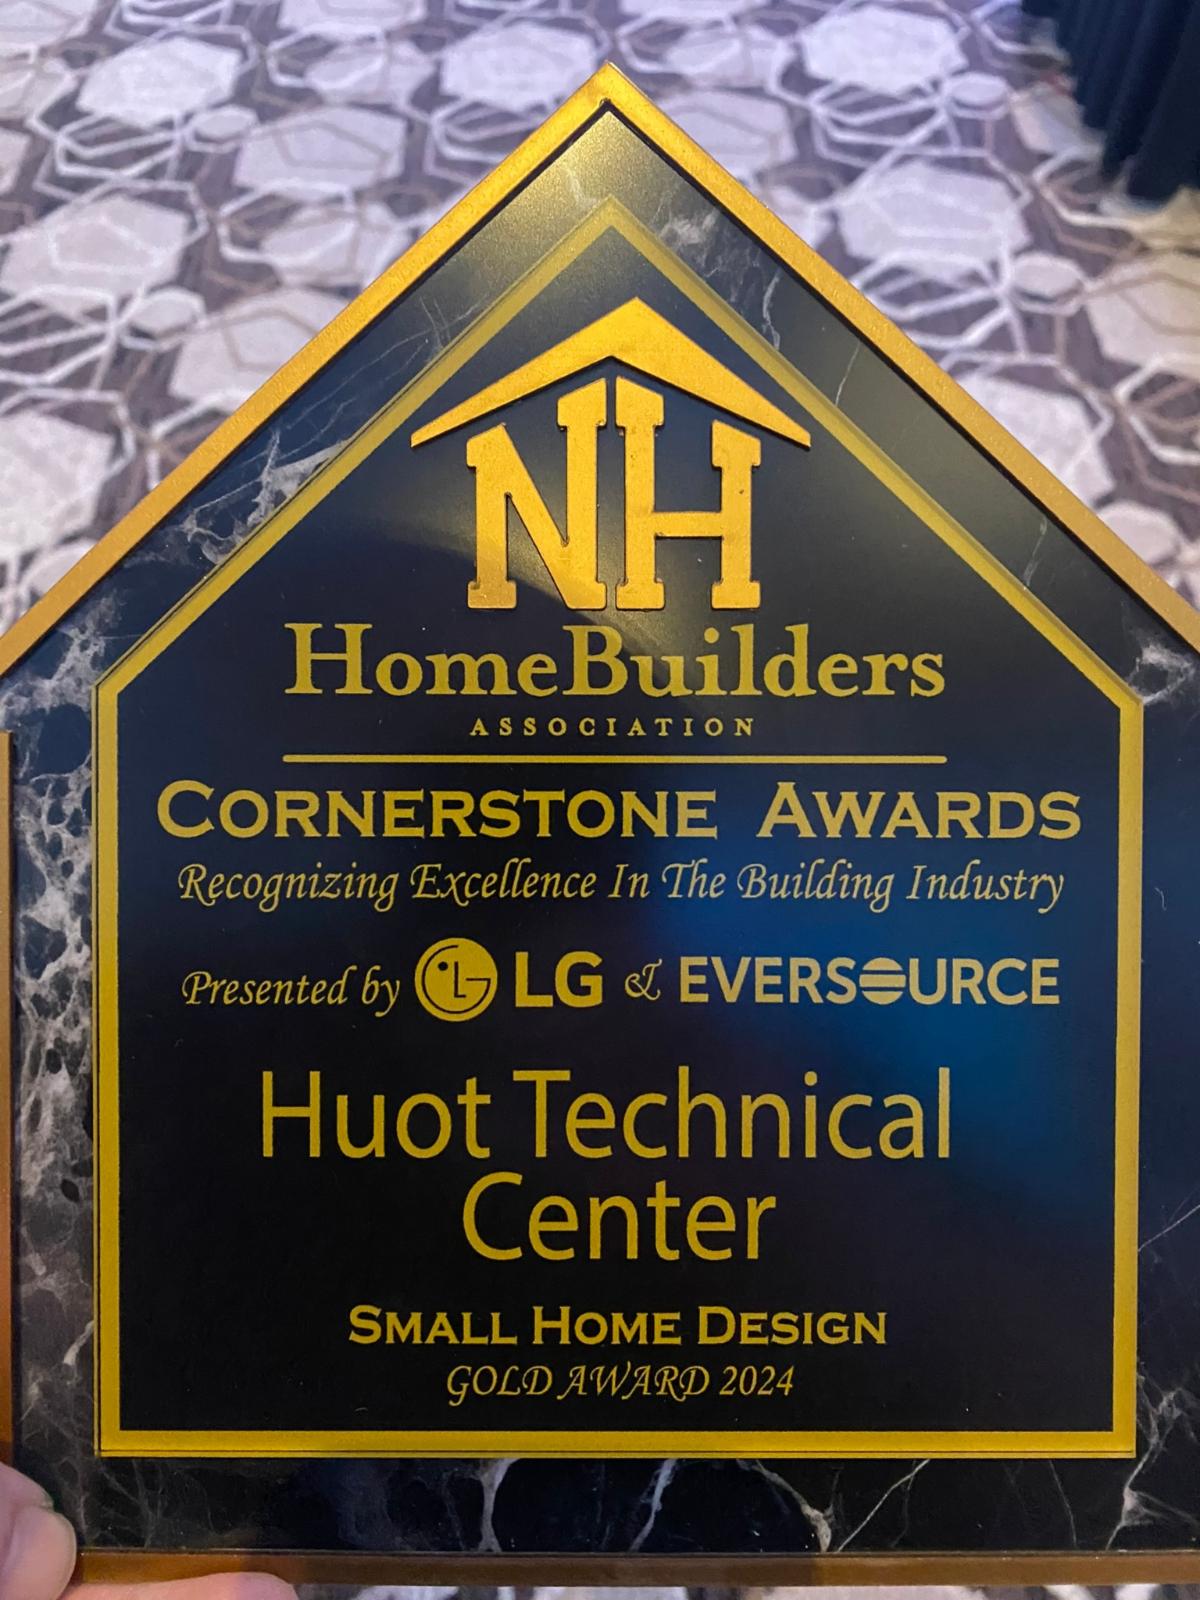 NH
HomeBuilders
ASSOCIATION
CORNERSTONE AWARDS
Recognizing Excellence In The Building Industry
Presented by LG LG & EVERSOURCE
Huot Technical
Center
SMALL HOME DESIGN
GOLD AWARD 2024